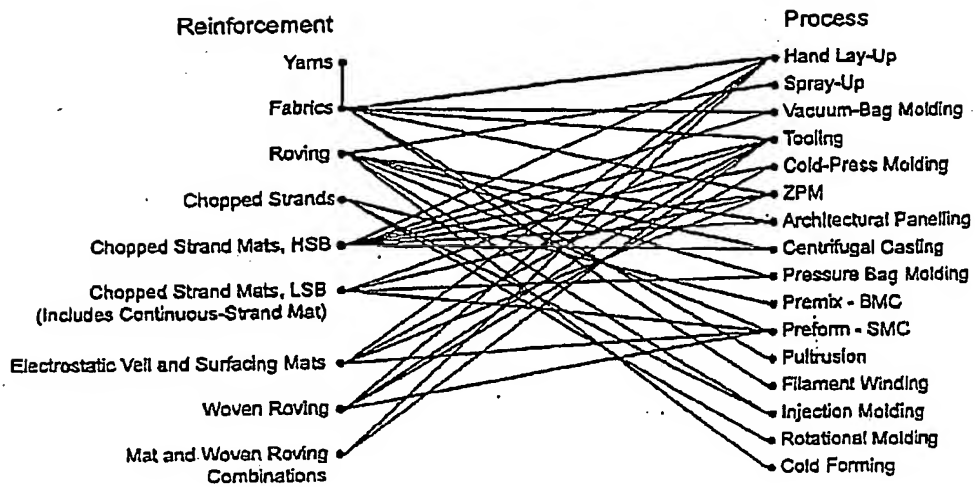 Reinforcement
Yarns
Fabrics
Roving
Chopped Strands
Chopped Strand Mats, HSB
Chopped Strand Mats, LSB
(Includes Continuous-Strand Mat)
Electrostatic Veil and Surfacing Mats
Woven Roving
Mat and Woven Roving
Combinations
Process
Hand Lay-Up
Spray-Up
Vacuum-Bag Molding
Tooling
Cold-Press Molding
ZPM
Architectural Panelling
Centrifugal Casting
Pressure Bag Molding
Premix - BMC
Preform - SMC
Pultrusion
Filament Winding
Injection Molding
Rotational Molding
Cold Forming